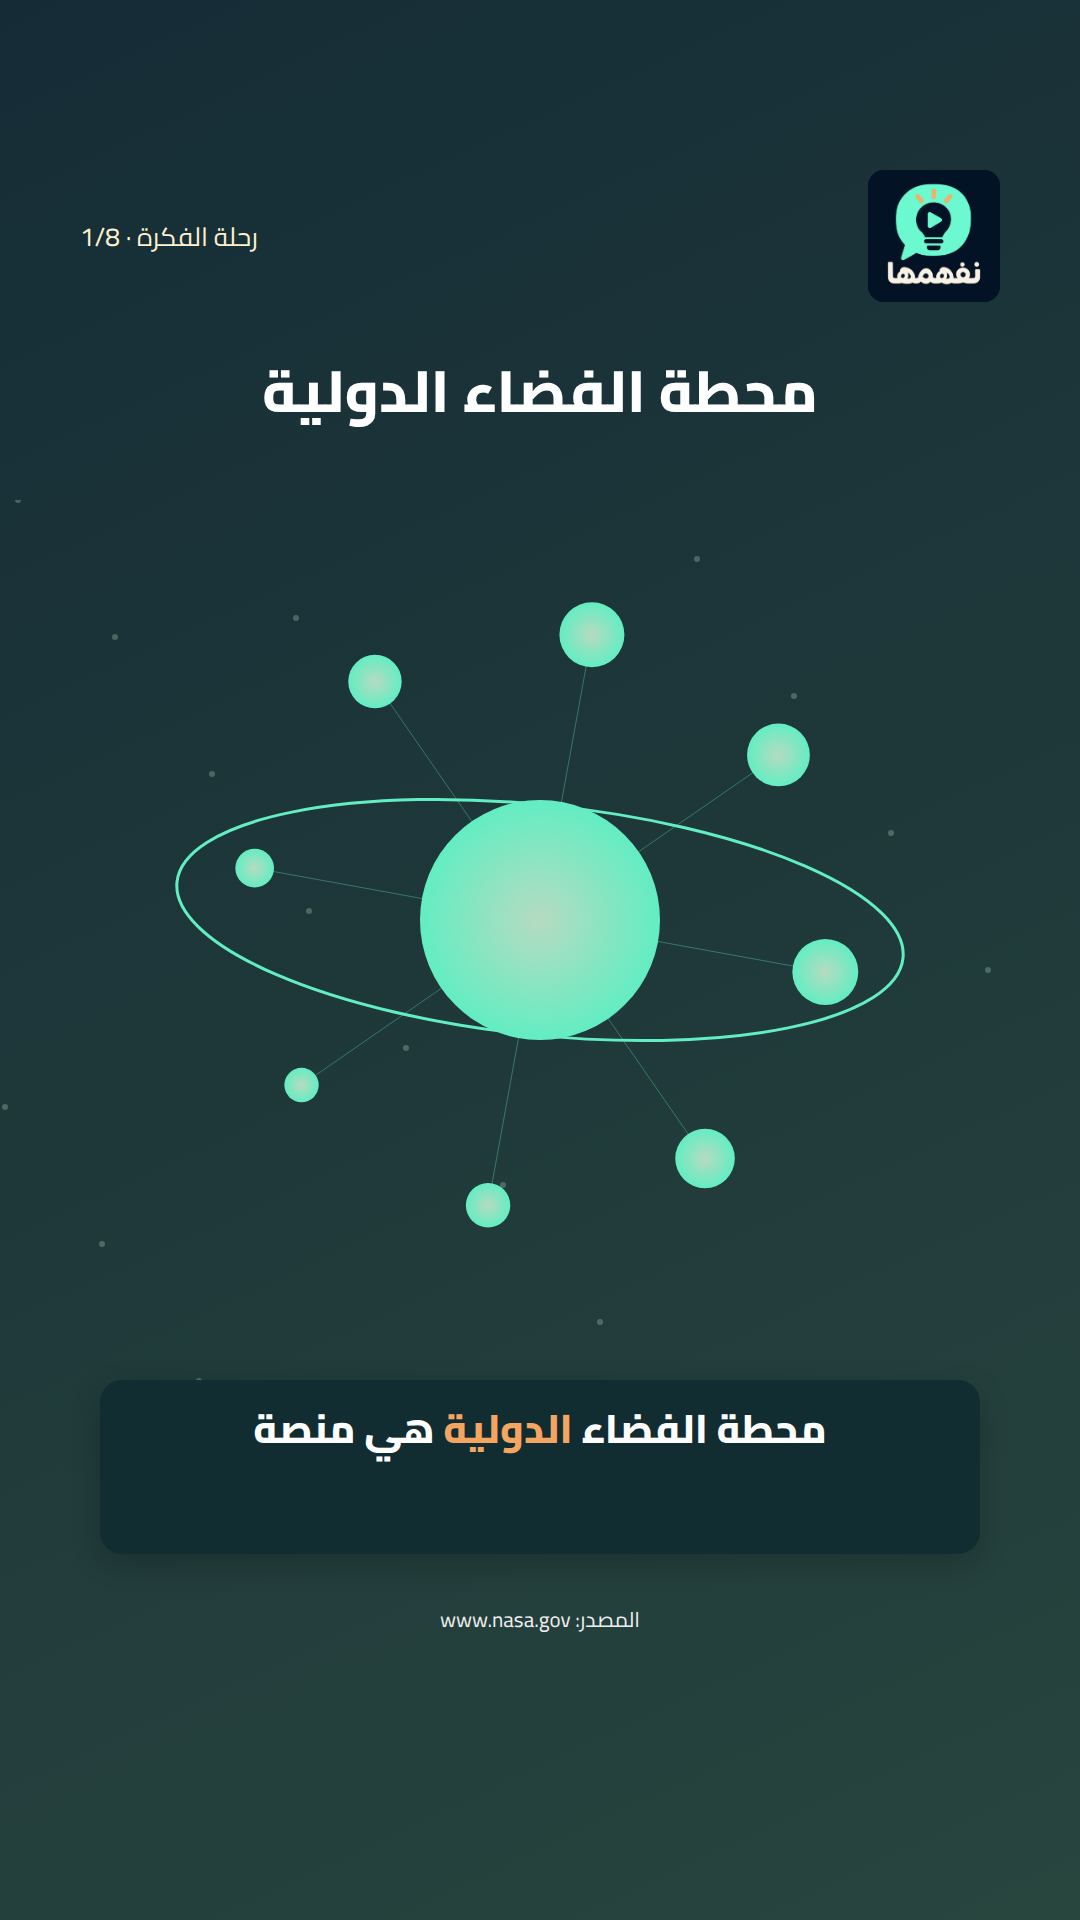 نفهمها
رحلة الفكرة · 1/8
محطة الفضاء الدولية
محطة الفضاء الدولية هي منصة
المصدر: www.nasa.gov